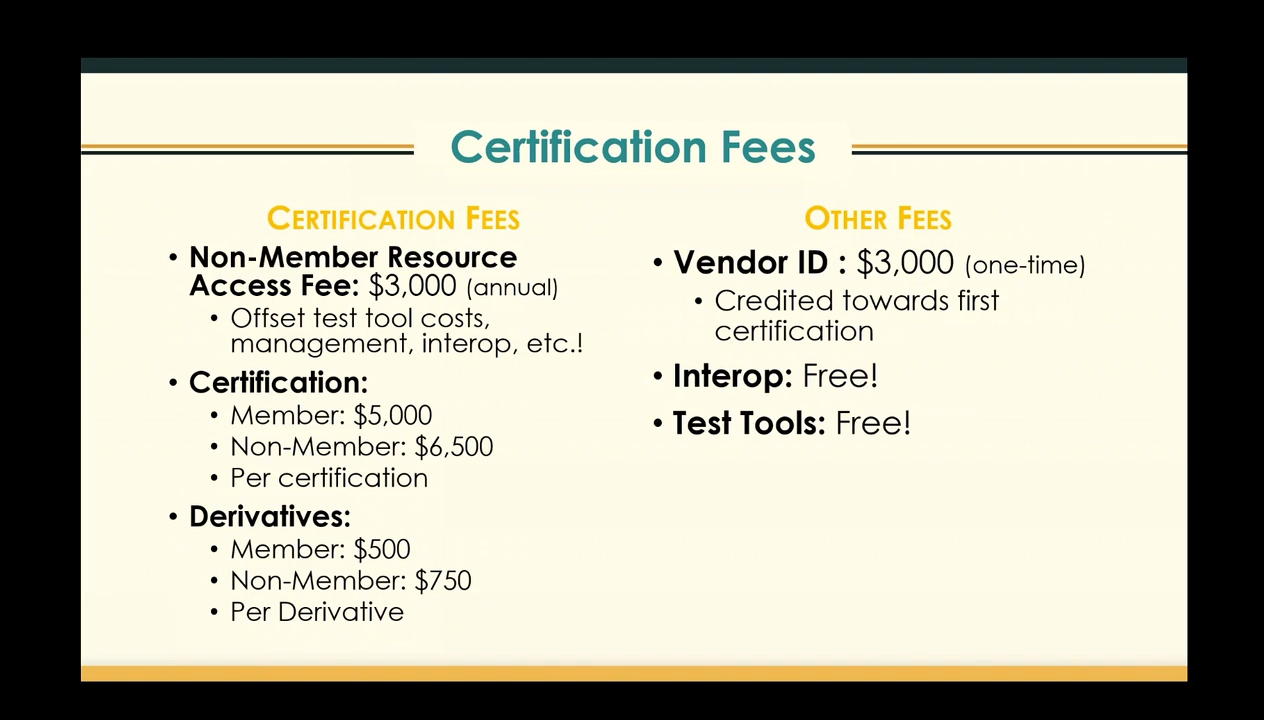 Certification Fees
Certification Fees
• Non-Member Resource
Access Fee: $3,000 (annual)
• Offset test tool costs,
management, interop, etc.!
• Certification:
• Member: $5,000
• Non-Member: $6,500
• Per certification
• Derivatives:
• Member: $500
• Non-Member: $750
• Per Derivative
Other Fees
• Vendor ID : $3,000 (one-time)
• Credited towards first
certification
• Interop: Free!
• Test Tools: Free!